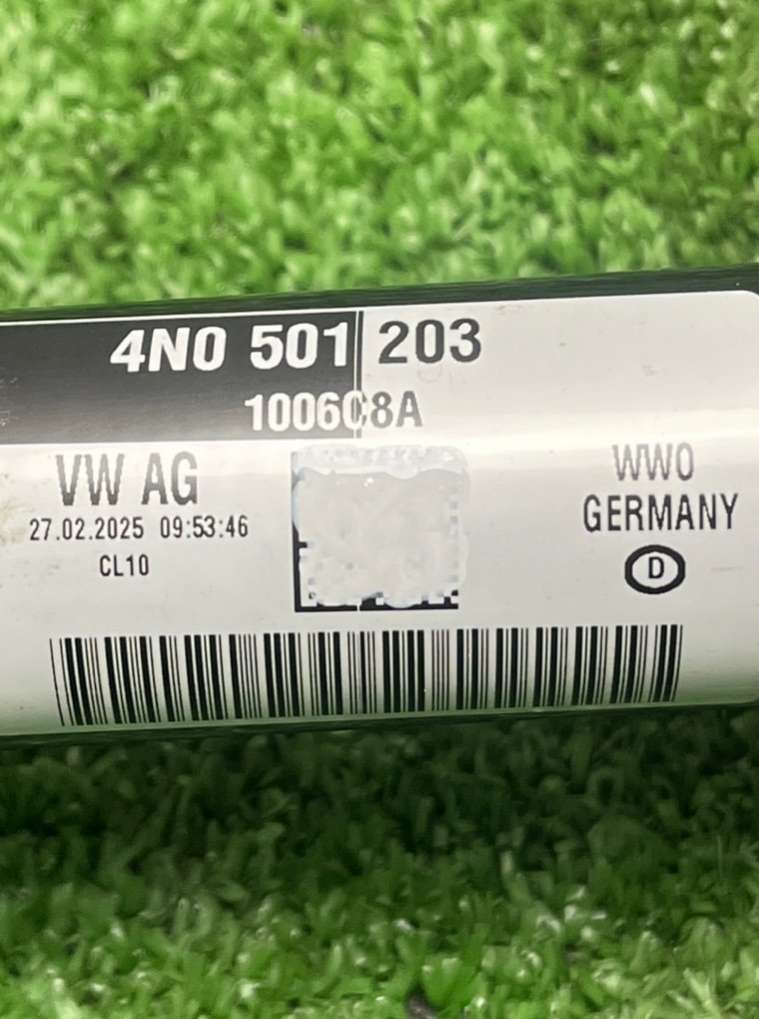 4N0 501 203
100608A
VW AG
27.02.2025 09:53:46
CL10
WWO
GERMANY
D